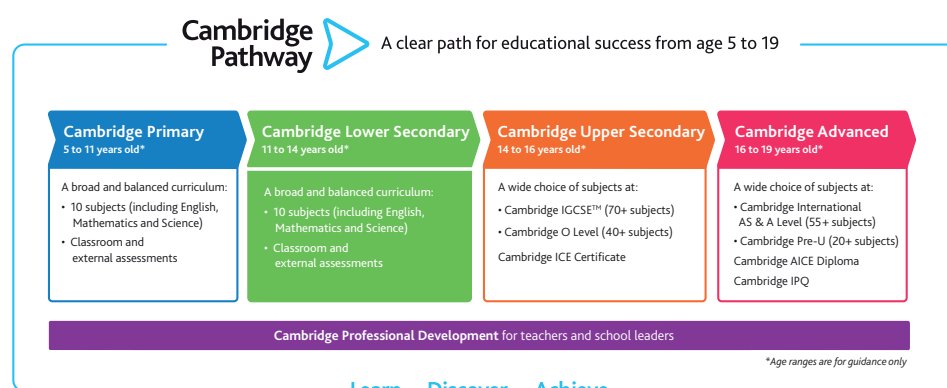 Cambridge
Pathway
A clear path for educational success from age 5 to 19
Cambridge Primary
5 to 11 years old*
A broad and balanced curriculum:
• 10 subjects (including English,
Mathematics and Science)
• Classroom and
external assessments
Cambridge Lower Secondary
11 to 14 years old*
A broad and balanced curriculum:
• 10 subjects (including English,
Mathematics and Science)
• Classroom and
external assessments
Cambridge Upper Secondary
14 to 16 years old*
A wide choice of subjects at:
• Cambridge IGCSE™ (70+ subjects)
• Cambridge O Level (40+ subjects)
Cambridge ICE Certificate
Cambridge Advanced
16 to 19 years old*
A wide choice of subjects at:
• Cambridge International
AS & A Level (55+ subjects)
• Cambridge Pre-U (20+ subjects)
Cambridge AICE Diploma
Cambridge IPQ
Cambridge Professional Development for teachers and school leaders
*Age ranges are for guidance only
Learn Discover Achieve